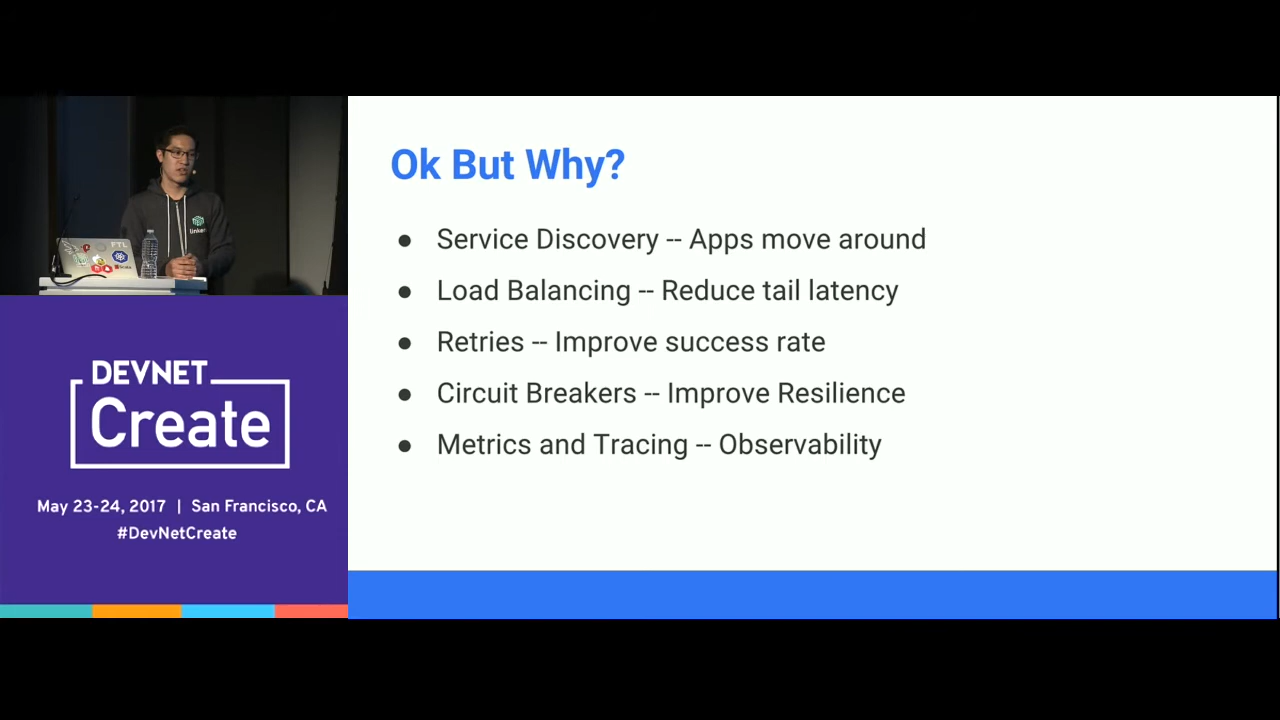 Ok But Why?
● Service Discovery -- Apps move around
● Load Balancing -- Reduce tail latency
● Retries -- Improve success rate
● Circuit Breakers -- Improve Resilience
● Metrics and Tracing -- Observability
FTL
DEVNET
Create
May 23-24, 2017 | San Francisco, CA
#DevNetCreate